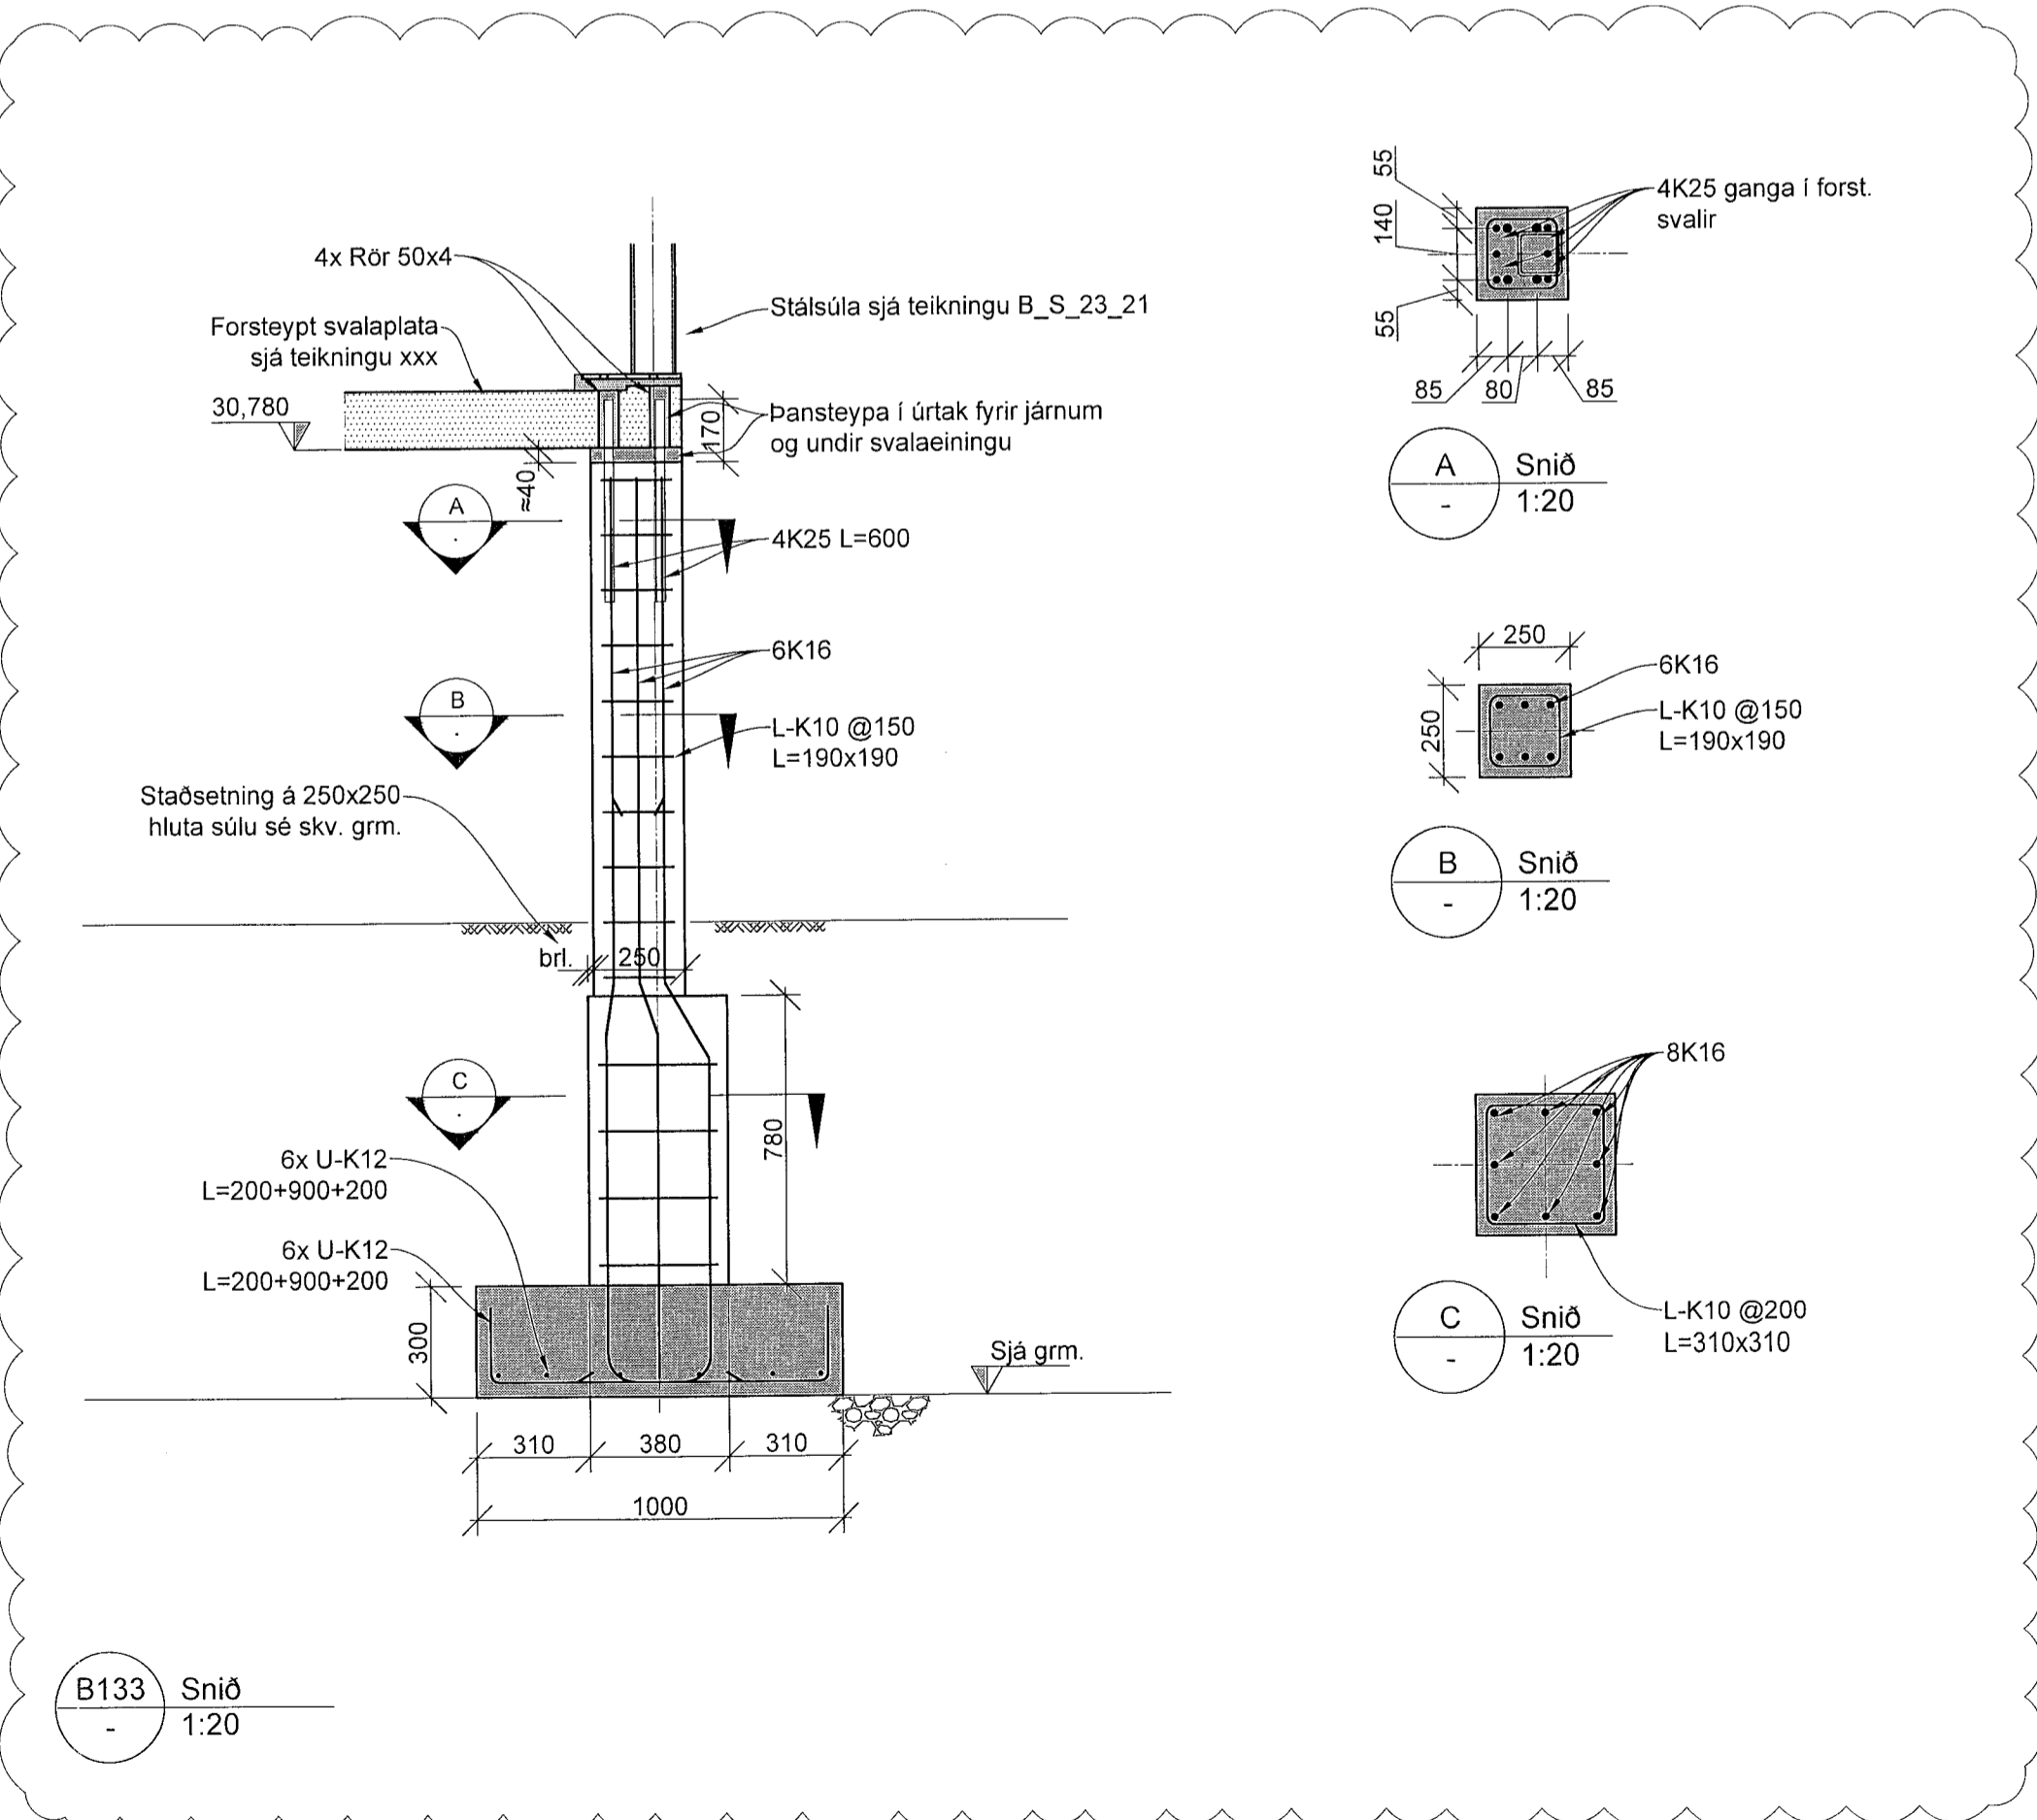 4x Rör 50x4
Forsteypt svalaplata
sjá teikningu xxx
30,780
Stálsúla sjá teikningu B_S_23_21
Þansteypa í úrtak fyrir járnum
og undir svalaeiningu
170
≈40
A
4K25 L=600
6K16
B
L-K10 @150
L=190x190
Staðsetning á 250x250
hluta súlu sé skv. grm.
brl.
250
C
780
6x U-K12
L=200+900+200
6x U-K12
L=200+900+200
300
Sjá grm.
310
380
310
1000
B133
Snið
-
1:20
55
140
55
4K25 ganga í forst.
svalir
85
80
85
A
Snið
-
1:20
250
250
6K16
L-K10 @150
L=190x190
B
Snið
-
1:20
8K16
L-K10 @200
L=310x310
C
Snið
-
1:20